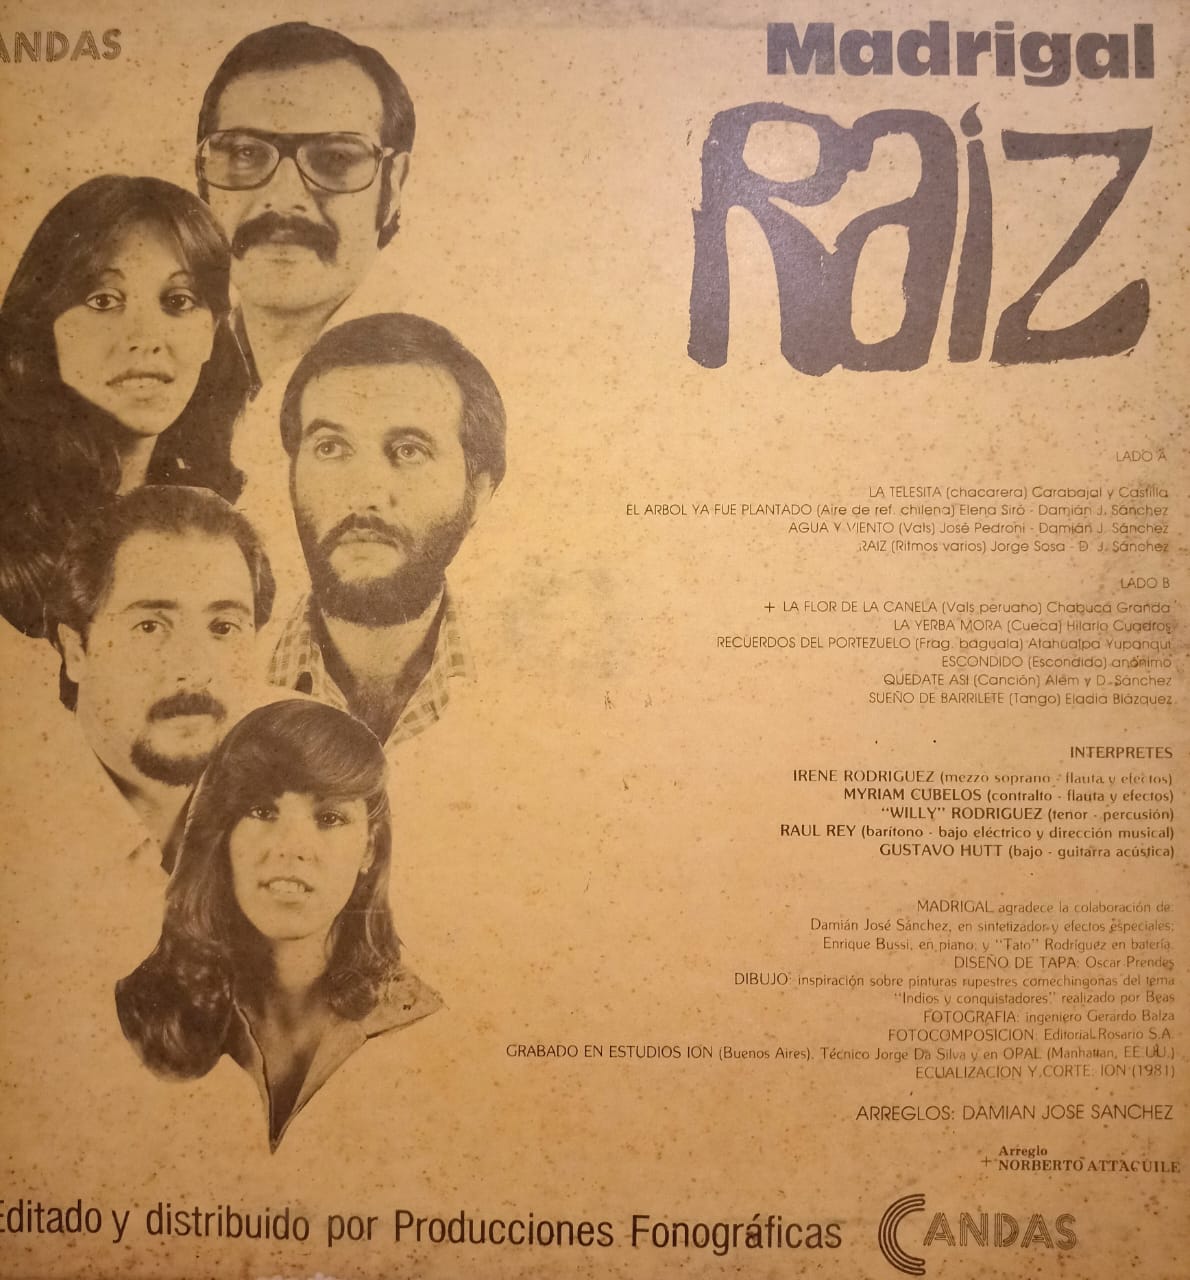 ANDAS
Madrigal
RaiZ
LADO A
LA TELESITA (chacarera) Carabajal y Castilla
EL ARBOL YA FUE PLANTADO (Aire de ref. chilena) Elena Siró - Damián J. Sánchez
AGUA Y VIENTO (Vals) José Pedroni - Damián J. Sánchez
RAIZ (Ritmos varios) Jorge Sosa - D. J. Sánchez
LADO B
+ LA FLOR DE LA CANELA (Vals peruano) Chabuca Granda
LA YERBA MORA (Cueca) Hilario Cuadros
RECUERDOS DEL PORTEZUELO (Frag. baguala) Atahualpa Yupanqui
ESCONDIDO (Escondido) anónimo
QUEDATE ASI (Canción) Alem y D. Sánchez
SUEÑO DE BARRILETE (Tango) Eladia Blázquez
INTERPRETES
IRENE RODRIGUEZ (mezzo soprano - flauta y efectos)
MYRIAM CUBELOS (contralto - flauta y efectos)
"WILLY" RODRIGUEZ (tenor - percusión)
RAUL REY (barítono - bajo eléctrico y dirección musical)
GUSTAVO HUTT (bajo - guitarra acústica)
MADRIGAL agradece la colaboración de:
Damián José Sánchez, en sintetizador y efectos especiales;
Enrique Bussi, en piano; y "Tato" Rodríguez en batería.
DISEÑO DE TAPA: Oscar Prendes
DIBUJO: inspiración sobre pinturas rupestres comechingonas del tema
"Indios y conquistadores" realizado por Beas
FOTOGRAFIA: ingeniero Gerardo Balza
FOTOCOMPOSICION: Editorial Rosario S.A.
GRABADO EN ESTUDIOS ION (Buenos Aires). Técnico Jorge Da Silva y en OPAL (Manhattan, EE.UU.)
ECUALIZACION Y CORTE: ION (1981)
ARREGLOS: DAMIAN JOSE SANCHEZ
Arreglo
+ NORBERTO ATTAGUILE
Editado y distribuido por Producciones Fonográficas CANDAS